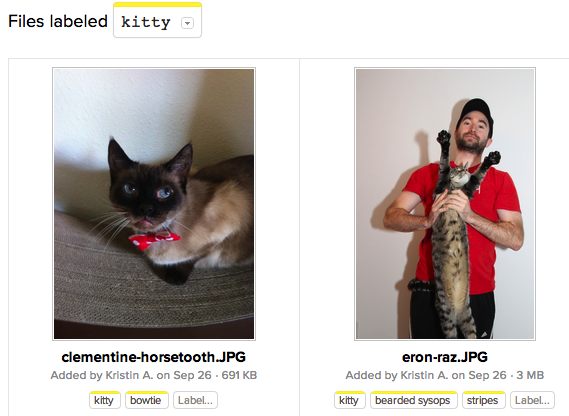 Files labeled kitty
clementine-horsetooth.JPG
Added by Kristin A. on Sep 26 · 691 KB
kitty bowtie Label...
eron-raz.JPG
Added by Kristin A. on Sep 26 · 3 MB
kitty bearded sysops stripes Label...